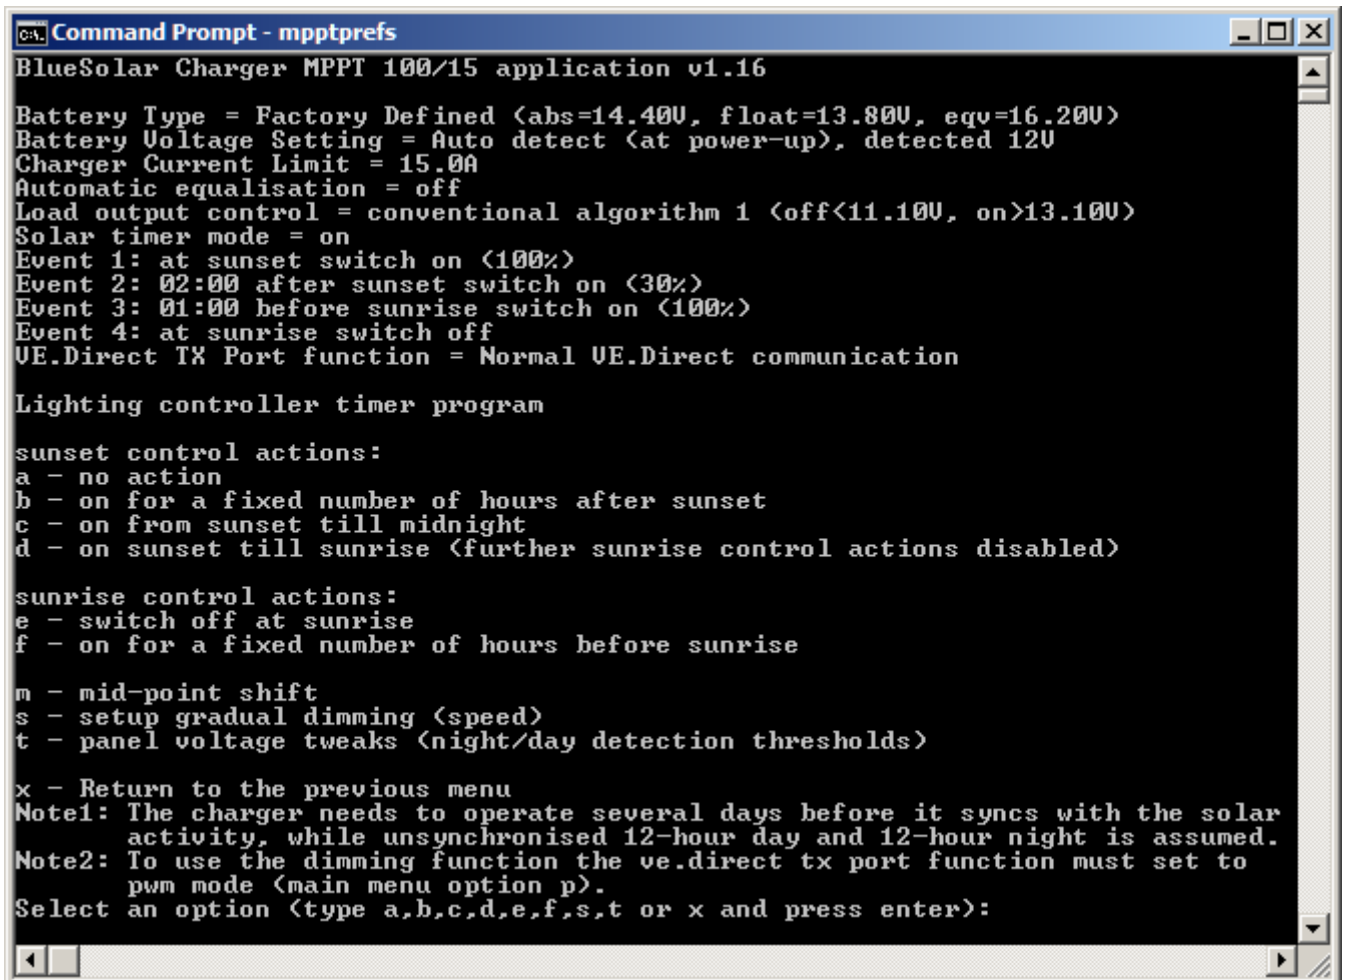 Command Prompt - mpptprefs
BlueSolar Charger MPPT 100/15 application v1.16
Battery Type = Factory Defined (abs=14.40V, float=13.80V, eqv=16.20V)
Battery Voltage Setting = Auto detect (at power-up), detected 12V
Charger Current Limit = 15.0A
Automatic equalisation = off
Load output control = conventional algorithm 1 (off<11.10V, on>13.10V)
Solar timer mode = on
Event 1: at sunset switch on (100%)
Event 2: 02:00 after sunset switch on (30%)
Event 3: 01:00 before sunrise switch on (100%)
Event 4: at sunrise switch off
VE.Direct TX Port function = Normal VE.Direct communication
Lighting controller timer program
sunset control actions:
a - no action
b - on for a fixed number of hours after sunset
c - on from sunset till midnight
d - on sunset till sunrise (further sunrise control actions disabled)
sunrise control actions:
e - switch off at sunrise
f - on for a fixed number of hours before sunrise
m - mid-point shift
s - setup gradual dimming (speed)
t - panel voltage tweaks (night/day detection thresholds)
x - Return to the previous menu
Note1: The charger needs to operate several days before it syncs with the solar
activity, while unsynchronised 12-hour day and 12-hour night is assumed.
Note2: To use the dimming function the ve.direct tx port function must set to
pwm mode (main menu option p).
Select an option (type a,b,c,d,e,f,s,t or x and press enter):